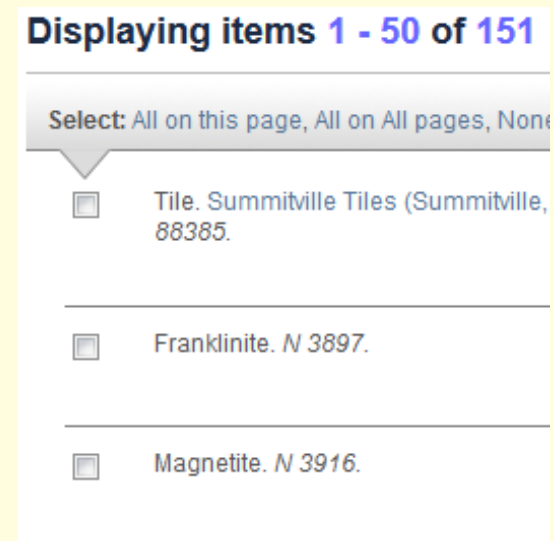 Displaying items 1 - 50 of 151
Select: All on this page, All on All pages, None
Tile. Summitville Tiles (Summitville,
88385.
Franklinite. N 3897.
Magnetite. N 3916.